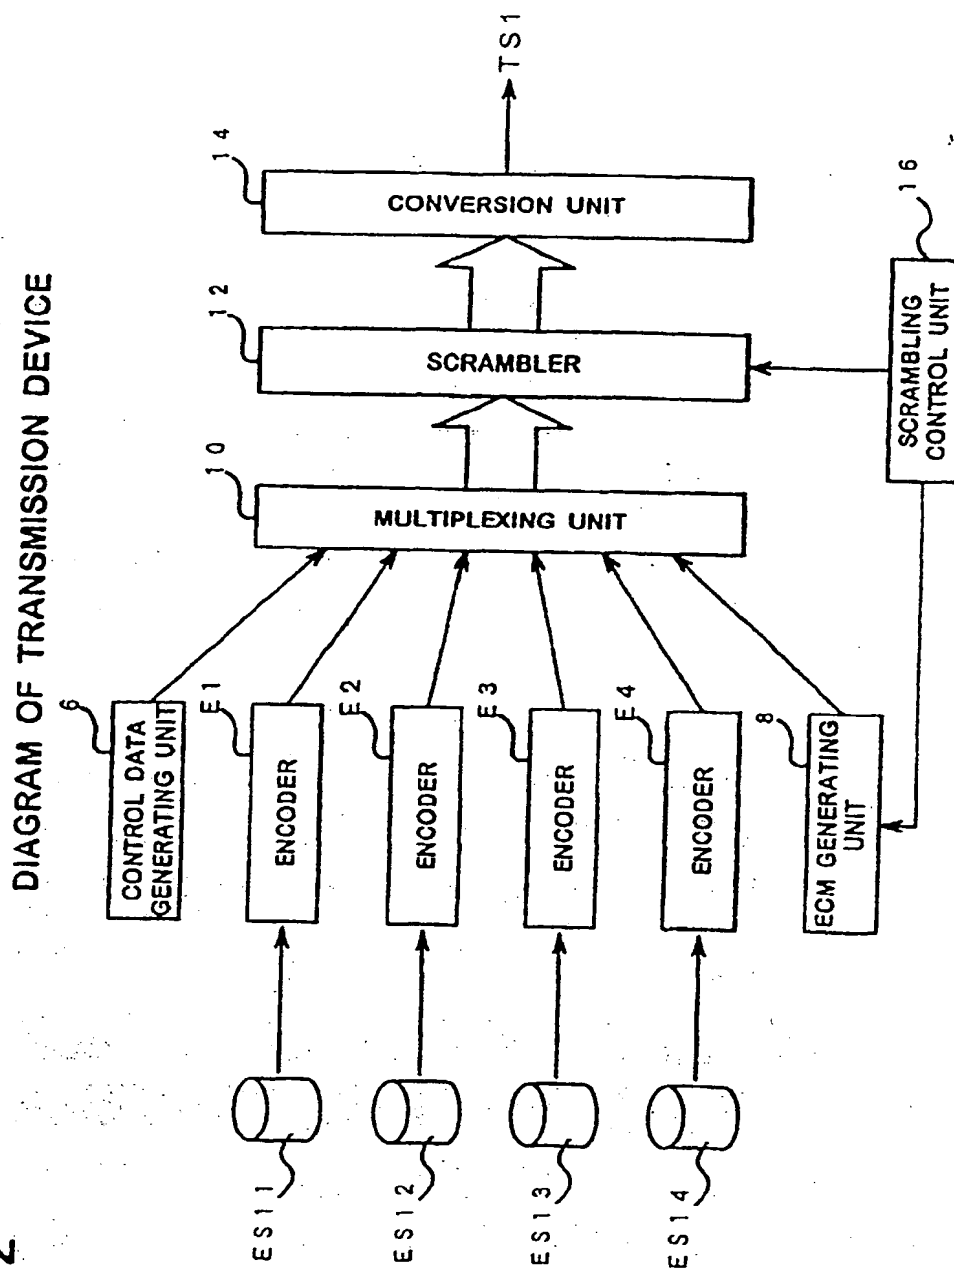 DIAGRAM OF TRANSMISSION DEVICE
6
CONTROL DATA
GENERATING UNIT
ES11
E1
ENCODER
ES12
E2
ENCODER
ES13
E3
ENCODER
ES14
E4
ENCODER
8
ECM GENERATING
UNIT
10
MULTIPLEXING UNIT
12
SCRAMBLER
14
CONVERSION UNIT
TS1
16
SCRAMBLING
CONTROL UNIT